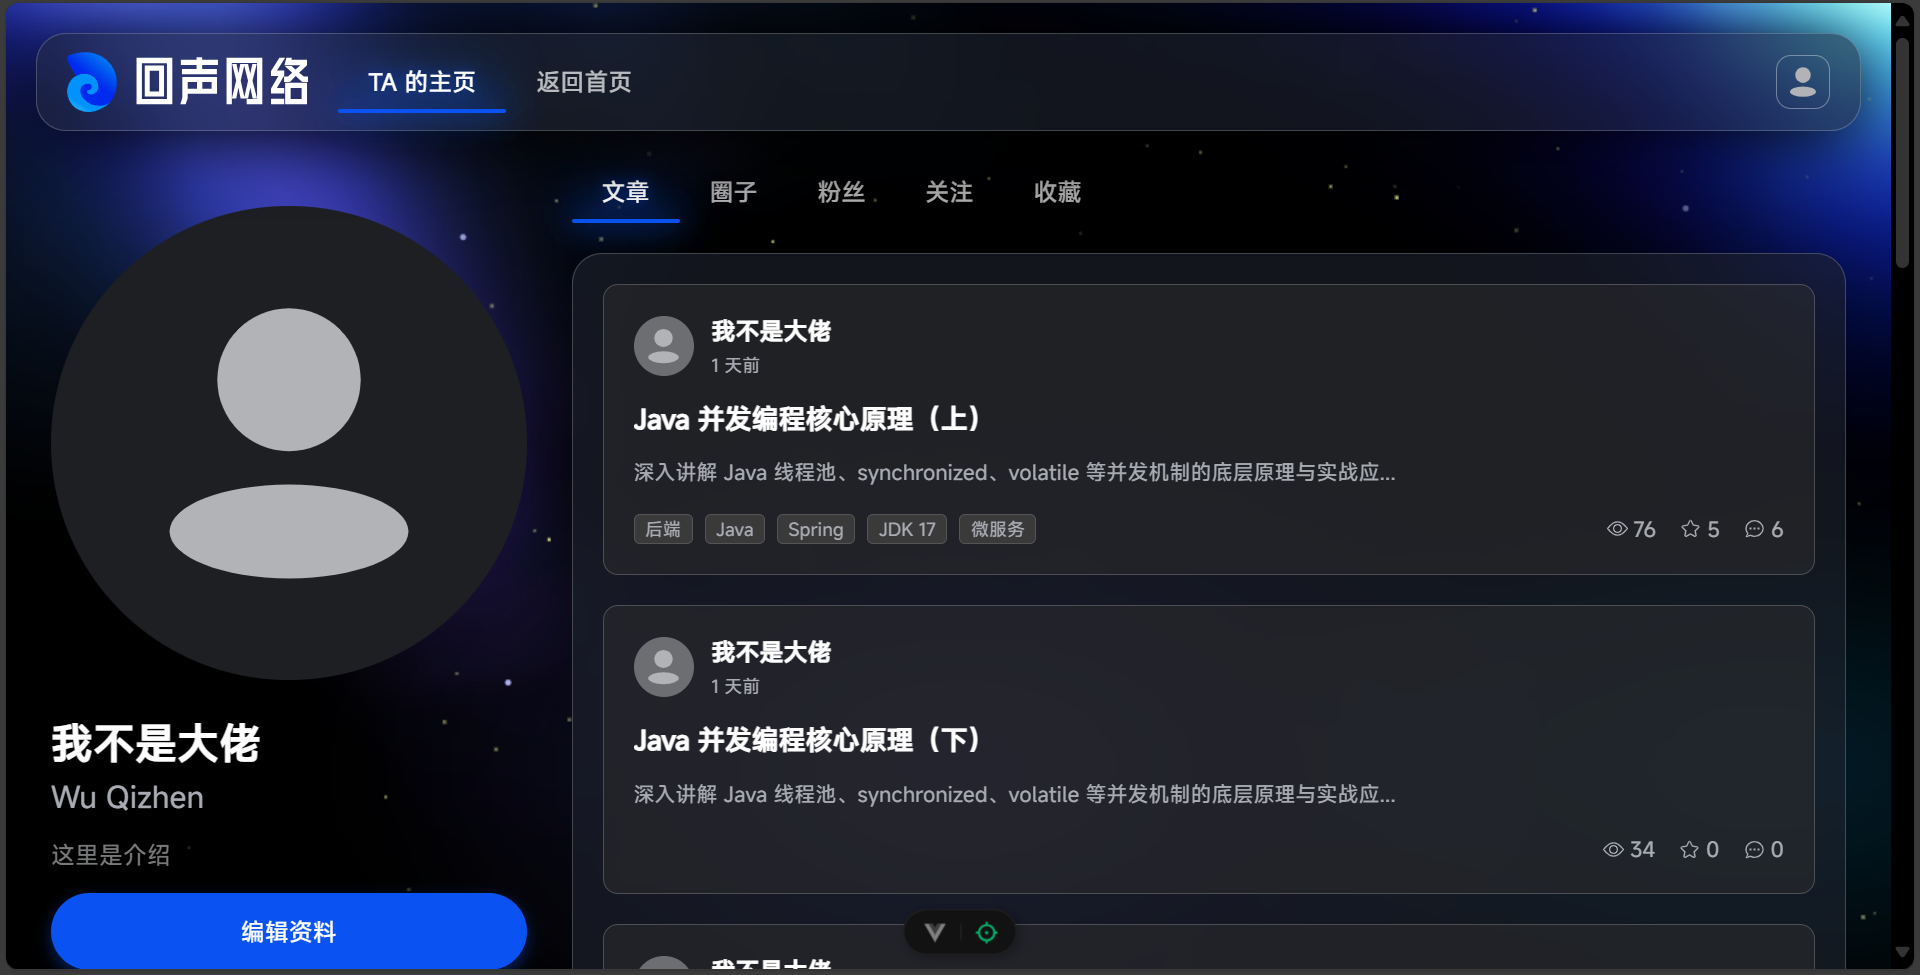 回声网络
TA 的主页
返回首页
文章
圈子
粉丝
关注
收藏
我不是大佬
Wu Qizhen
这里是介绍
编辑资料
我不是大佬
1 天前
Java 并发编程核心原理（上）
深入讲解 Java 线程池、synchronized、volatile 等并发机制的底层原理与实战应...
后端 Java Spring JDK 17 微服务
76 5 6
我不是大佬
1 天前
Java 并发编程核心原理（下）
深入讲解 Java 线程池、synchronized、volatile 等并发机制的底层原理与实战应...
34 0 0
我不是大佬